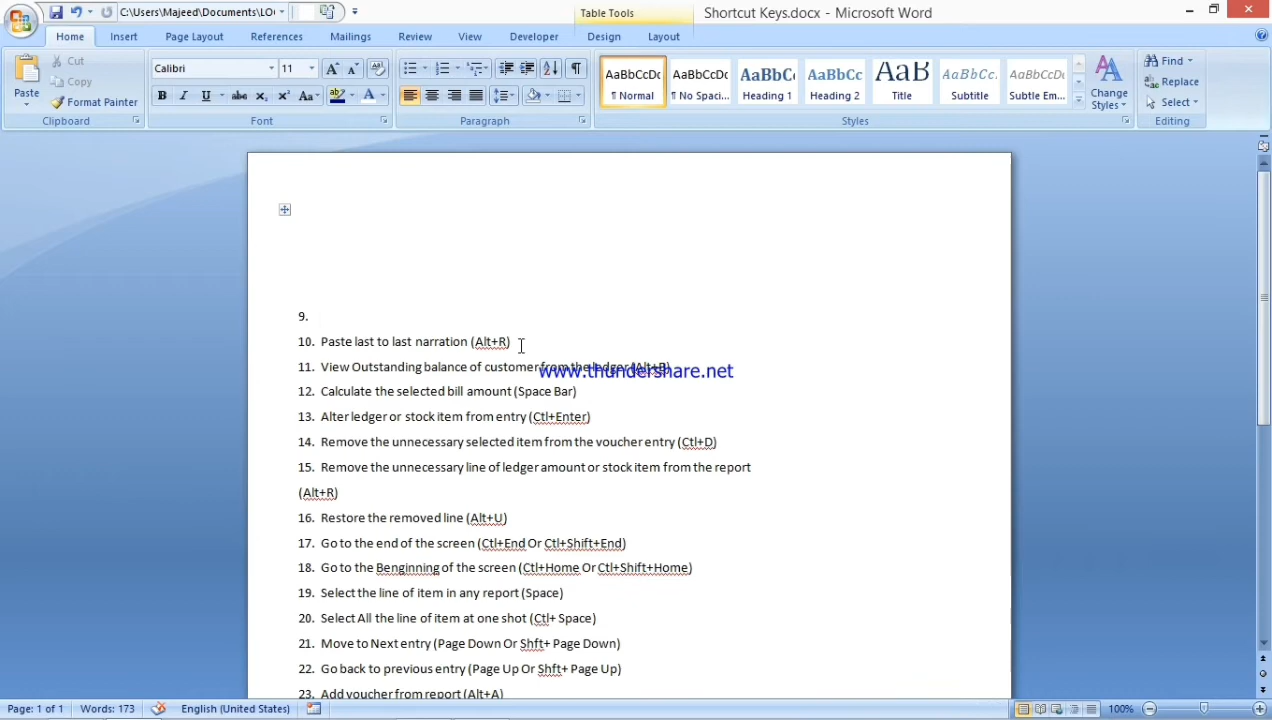 C:\Users\Majeed\Documents\LO
Table Tools
Shortcut Keys.docx - Microsoft Word
Home Insert Page Layout References Mailings Review View Developer Design Layout
Paste
Cut
Copy
Format Painter
Clipboard
Calibri 11
Font
Paragraph
AaBbCcDc AaBbCcDc AaBbC AaBbCc AaB AaBbCc. AaBbCcDc
¶ Normal ¶ No Spaci... Heading 1 Heading 2 Title Subtitle Subtle Em...
Styles
Change
Styles
Find
Replace
Select
Editing
9.
10. Paste last to last narration (Alt+R)
11. View Outstanding balance of customer from the ledger (Alt+B)
www.thundershare.net
12. Calculate the selected bill amount (Space Bar)
13. Alter ledger or stock item from entry (Ctl+Enter)
14. Remove the unnecessary selected item from the voucher entry (Ctl+D)
15. Remove the unnecessary line of ledger amount or stock item from the report
(Alt+R)
16. Restore the removed line (Alt+U)
17. Go to the end of the screen (Ctl+End Or Ctl+Shift+End)
18. Go to the Benginning of the screen (Ctl+Home Or Ctl+Shift+Home)
19. Select the line of item in any report (Space)
20. Select All the line of item at one shot (Ctl+ Space)
21. Move to Next entry (Page Down Or Shft+ Page Down)
22. Go back to previous entry (Page Up Or Shft+ Page Up)
23. Add voucher from report (Alt+A)
Page: 1 of 1 Words: 173 English (United States) 100%